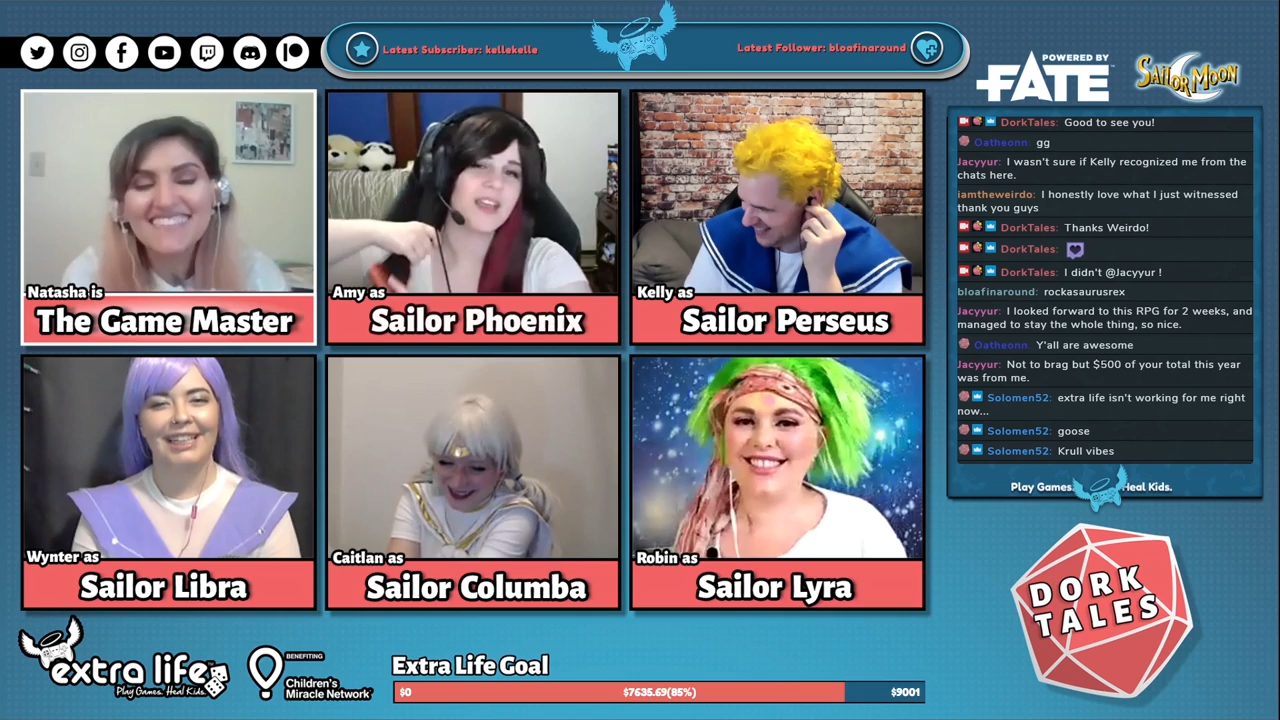 Latest Subscriber: kellekelle
Latest Follower: bloafinaround
POWERED BY
FATE
SAILOR MOON
Natasha is
The Game Master
Amy as
Sailor Phoenix
Kelly as
Sailor Perseus
Wynter as
Sailor Libra
Caitlan as
Sailor Columba
Robin as
Sailor Lyra
DorkTales: Good to see you!
Oatheonn: gg
Jacyyur: I wasn't sure if Kelly recognized me from the
chats here.
iamtheweirdo: I honestly love what I just witnessed
thank you guys
DorkTales: Thanks Weirdo!
DorkTales:
DorkTales: I didn't @Jacyyur !
bloafinaround: rockasaurusrex
Jacyyur: I looked forward to this RPG for 2 weeks, and
managed to stay the whole thing, so nice.
Oatheonn: Y'all are awesome
Jacyyur: Not to brag but $500 of your total this year
was from me.
Solomen52: extra life isn't working for me right
now...
Solomen52: goose
Solomen52: Krull vibes
Play Games. Heal Kids.
DORK
TALES
extra life
Play Games. Heal Kids.
BENEFITING
Children's
Miracle Network
Extra Life Goal
$0 $7635.69(85%) $9001